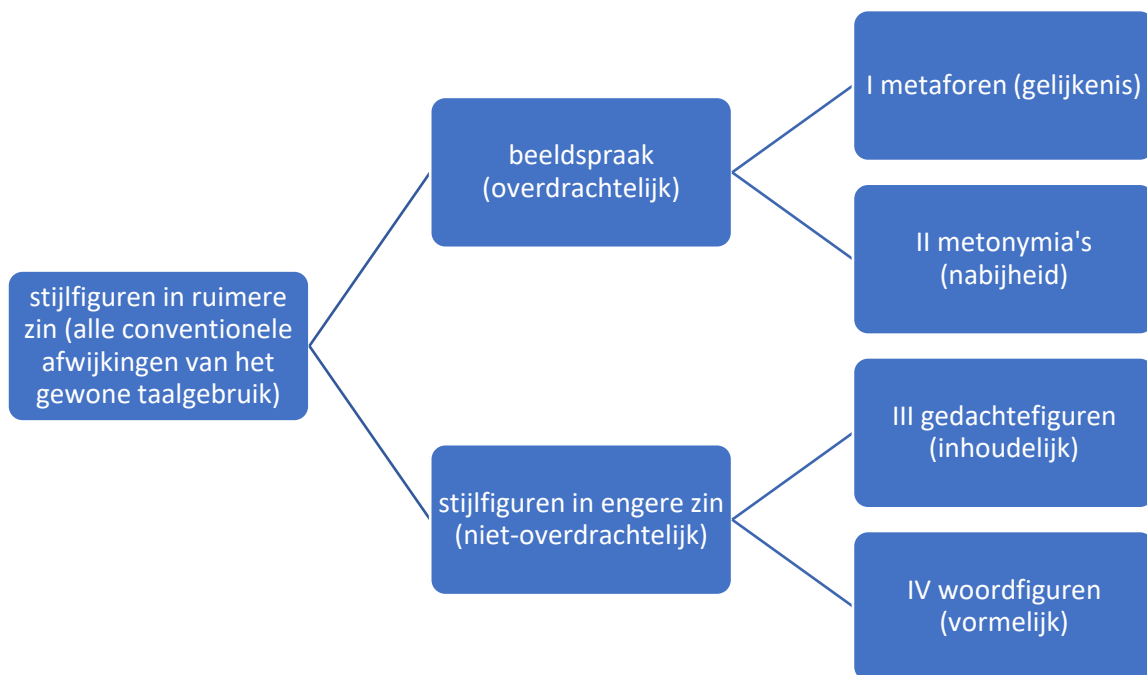 stijlfiguren in ruimere
zin (alle conventionele
afwijkingen van het
gewone taalgebruik)
beeldspraak
(overdrachtelijk)
I metaforen (gelijkenis)
II metonymia's
(nabijheid)
stijlfiguren in engere zin
(niet-overdrachtelijk)
III gedachtefiguren
(inhoudelijk)
IV woordfiguren
(vormelijk)